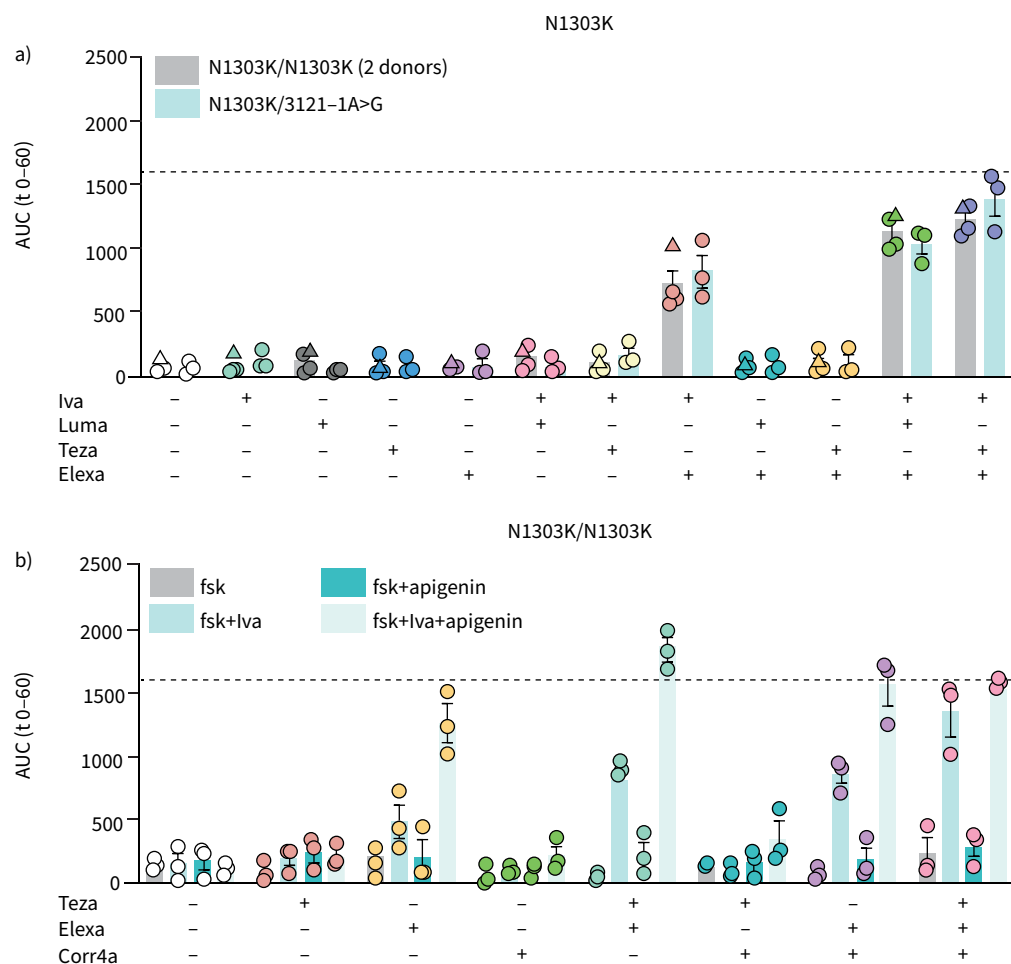 N1303K
a)
2500
2000
1500
1000
500
0
AUC (t 0–60)
N1303K/N1303K (2 donors)
N1303K/3121–1A>G
Iva – + – – – + + + – – + +
Luma – – + – – + – – + – + –
Teza – – – + – – + – – + – +
Elexa – – – – + – – + + + + +
N1303K/N1303K
b)
2500
2000
1500
1000
500
0
AUC (t 0–60)
fsk fsk+apigenin
fsk+Iva fsk+Iva+apigenin
Teza – + – – + + – +
Elexa – – + – + – + +
Corr4a – – – + – + + +